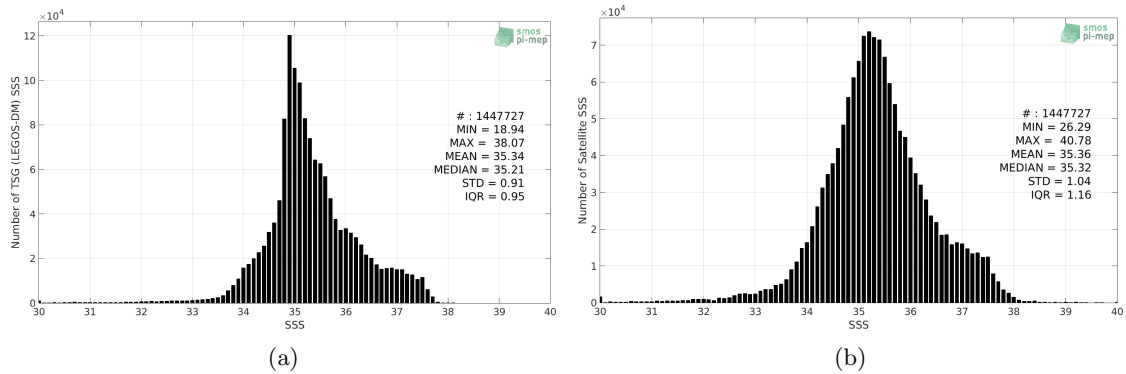 ×10⁴
12
10
8
6
4
2
0
30 31 32 33 34 35 36 37 38 39 40
SSS
Number of TSG (LEGOS-DM) SSS
smos
pi-mep
# : 1447727
MIN = 18.94
MAX = 38.07
MEAN = 35.34
MEDIAN = 35.21
STD = 0.91
IQR = 0.95
(a)
×10⁴
7
6
5
4
3
2
1
0
30 31 32 33 34 35 36 37 38 39 40
SSS
Number of Satellite SSS
smos
pi-mep
# : 1447727
MIN = 26.29
MAX = 40.78
MEAN = 35.36
MEDIAN = 35.32
STD = 1.04
IQR = 1.16
(b)